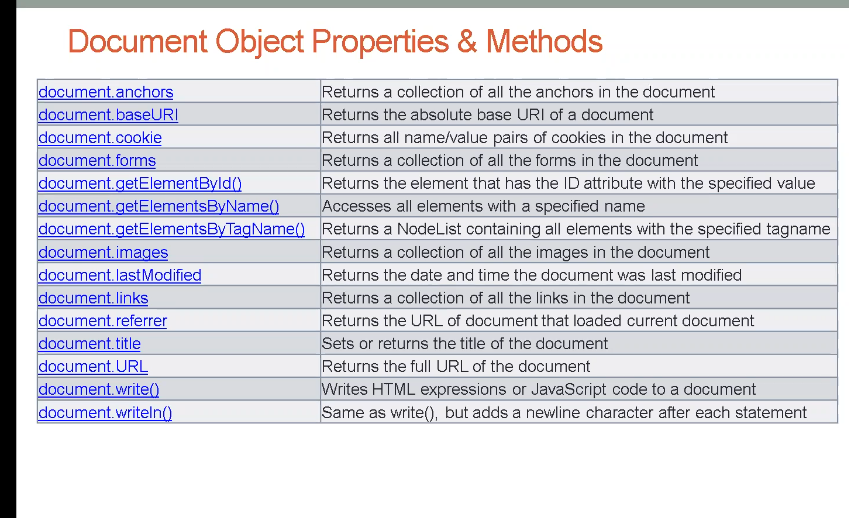 Document Object Properties & Methods
document.anchors Returns a collection of all the anchors in the document
document.baseURI Returns the absolute base URI of a document
document.cookie Returns all name/value pairs of cookies in the document
document.forms Returns a collection of all the forms in the document
document.getElementById() Returns the element that has the ID attribute with the specified value
document.getElementsByName() Accesses all elements with a specified name
document.getElementsByTagName() Returns a NodeList containing all elements with the specified tagname
document.images Returns a collection of all the images in the document
document.lastModified Returns the date and time the document was last modified
document.links Returns a collection of all the links in the document
document.referrer Returns the URL of document that loaded current document
document.title Sets or returns the title of the document
document.URL Returns the full URL of the document
document.write() Writes HTML expressions or JavaScript code to a document
document.writeln() Same as write(), but adds a newline character after each statement